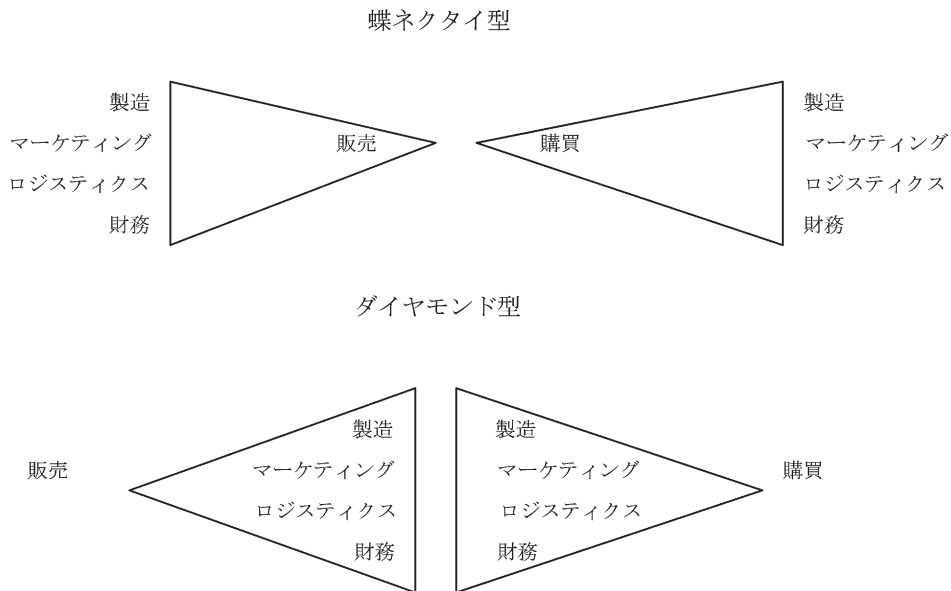 蝶ネクタイ型
製造 製造
マーケティング 販売 購買 マーケティング
ロジスティクス ロジスティクス
財務 財務
ダイヤモンド型
製造 製造
販売 マーケティング マーケティング 購買
ロジスティクス ロジスティクス
財務 財務